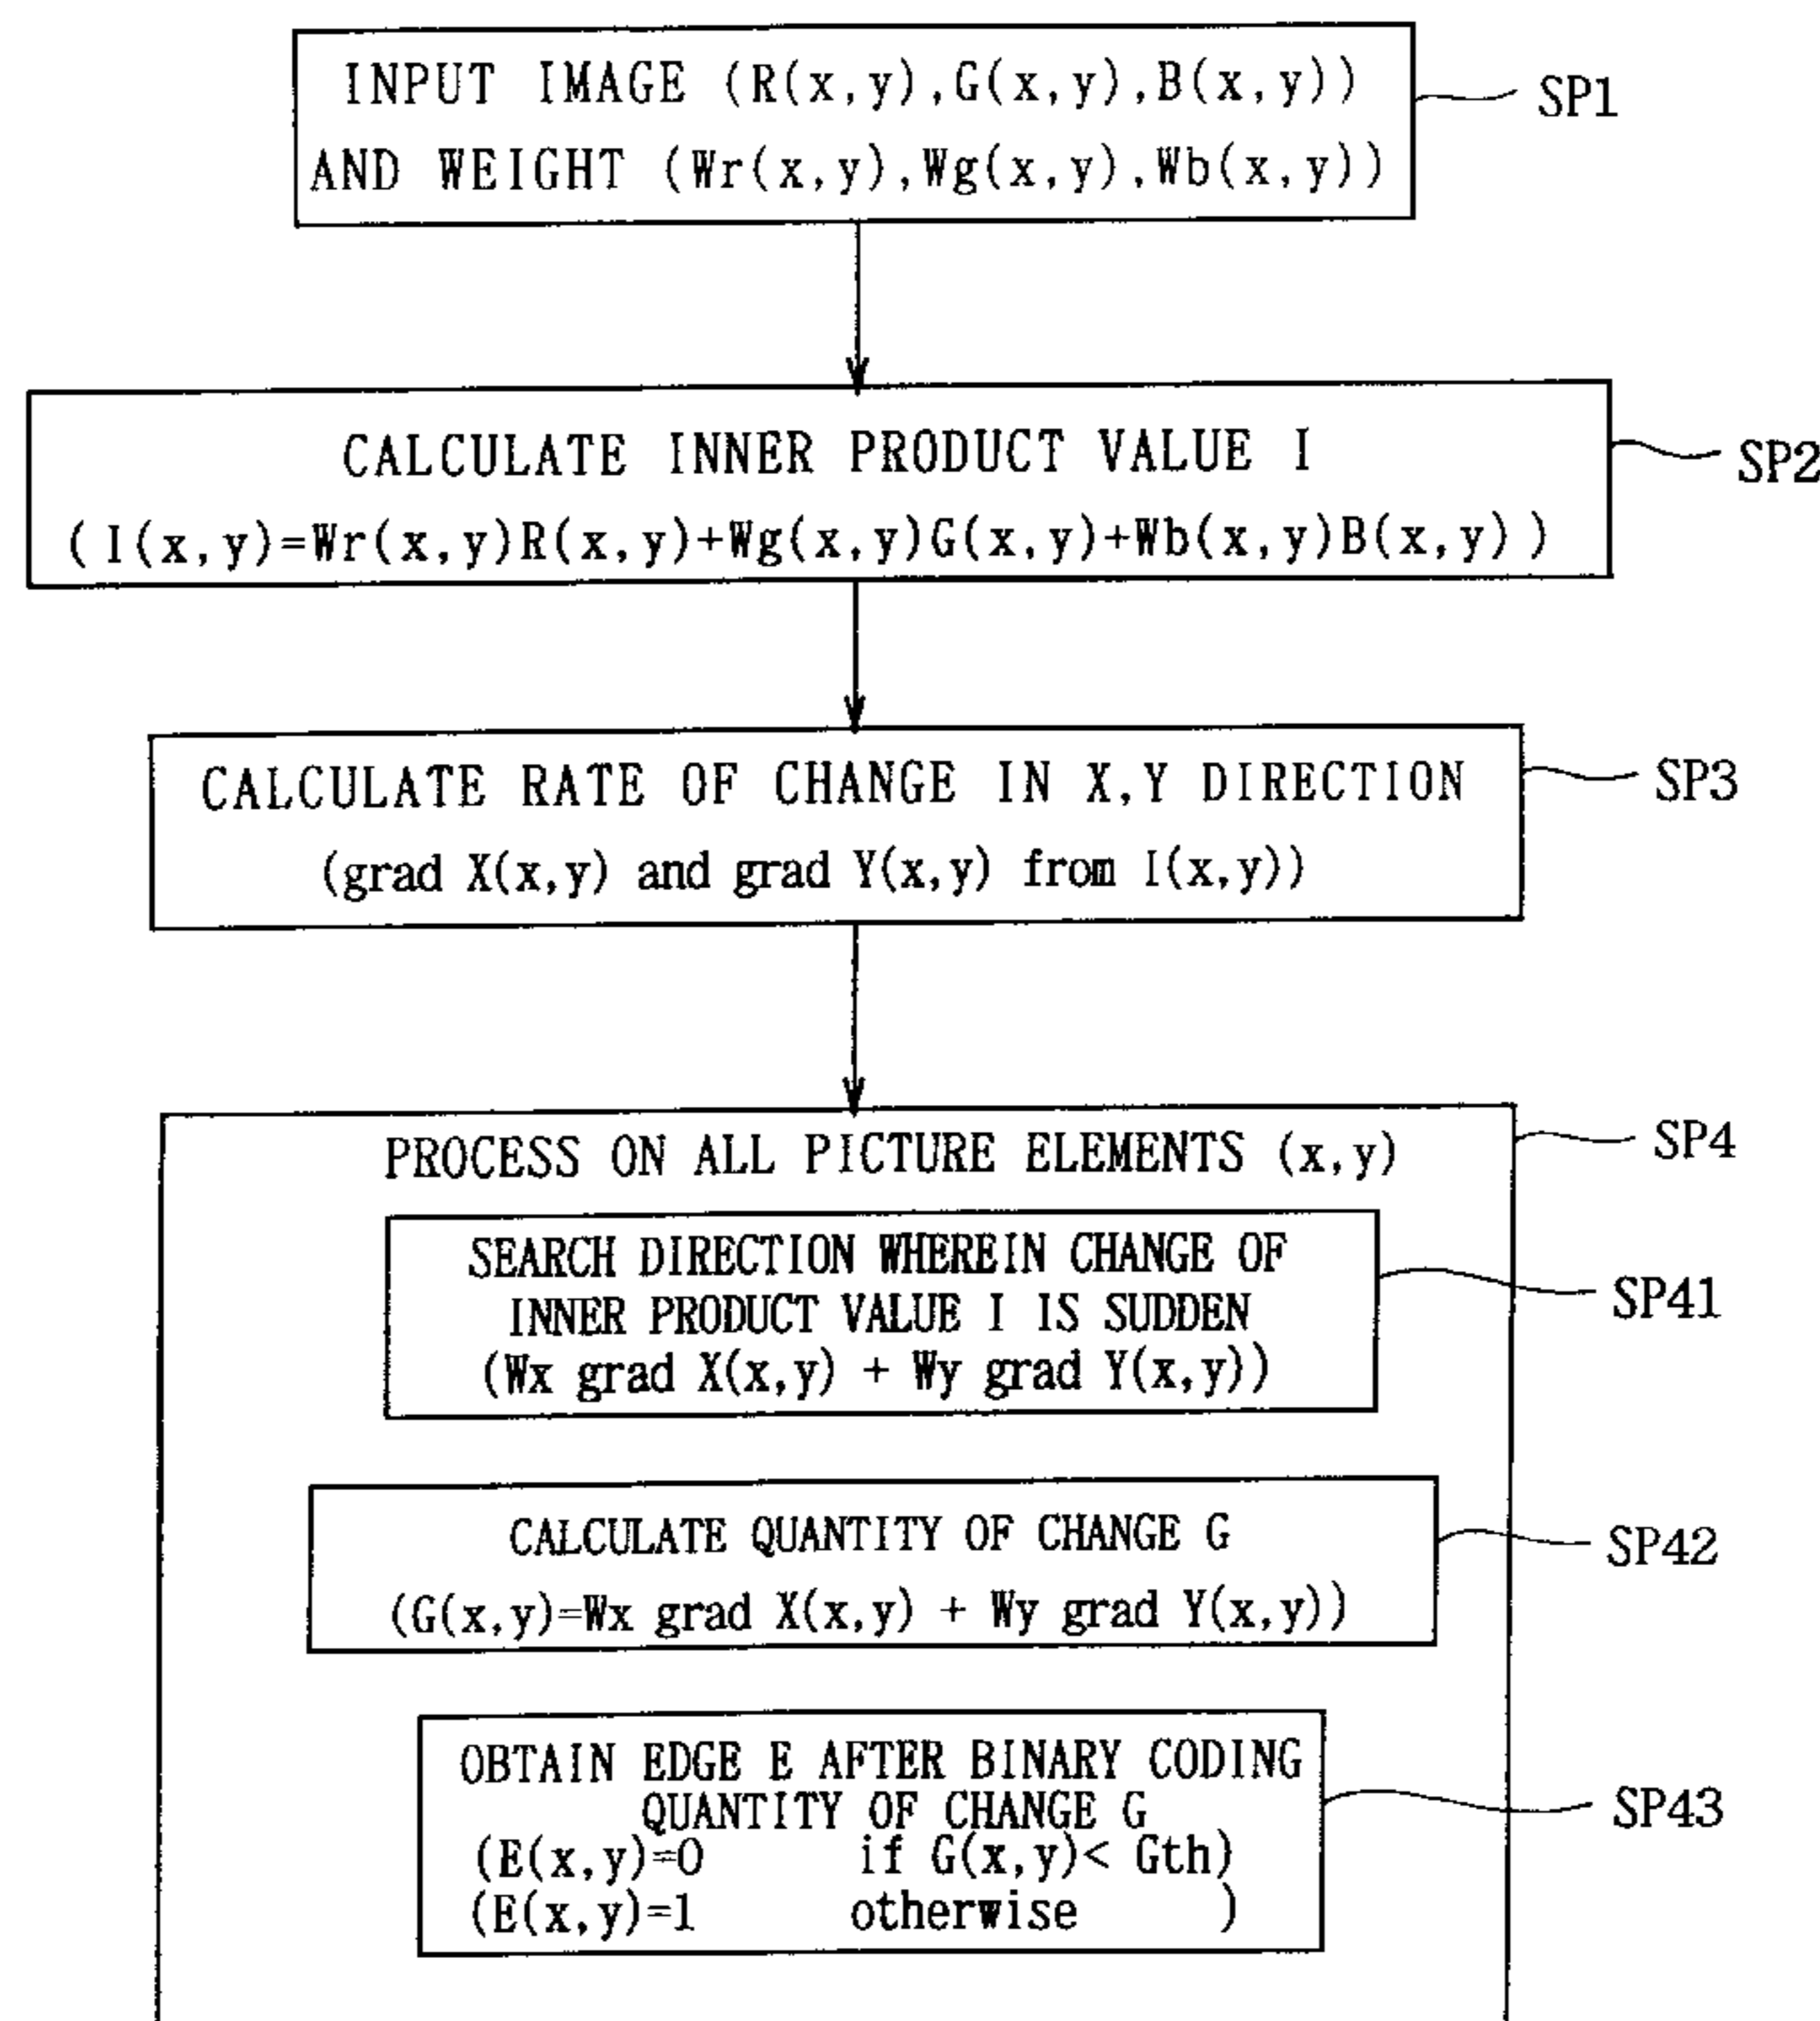 INPUT IMAGE (R(x,y),G(x,y),B(x,y))
AND WEIGHT (Wr(x,y),Wg(x,y),Wb(x,y))
SP1
CALCULATE INNER PRODUCT VALUE I
(I(x,y)=Wr(x,y)R(x,y)+Wg(x,y)G(x,y)+Wb(x,y)B(x,y))
SP2
CALCULATE RATE OF CHANGE IN X,Y DIRECTION
(grad X(x,y) and grad Y(x,y) from I(x,y))
SP3
PROCESS ON ALL PICTURE ELEMENTS (x,y)
SP4
SEARCH DIRECTION WHEREIN CHANGE OF
INNER PRODUCT VALUE I IS SUDDEN
(Wx grad X(x,y) + Wy grad Y(x,y))
SP41
CALCULATE QUANTITY OF CHANGE G
(G(x,y)=Wx grad X(x,y) + Wy grad Y(x,y))
SP42
OBTAIN EDGE E AFTER BINARY CODING
QUANTITY OF CHANGE G
(E(x,y)=0 if G(x,y)< Gth)
(E(x,y)=1 otherwise )
SP43